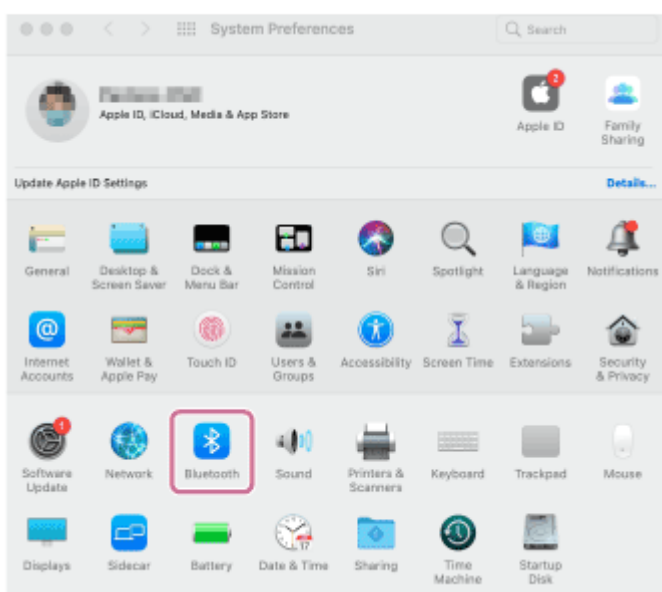 System Preferences
Search
Apple ID, iCloud, Media & App Store
2
Apple ID
Family
Sharing
Update Apple ID Settings
Details...
General
Desktop &
Screen Saver
Dock &
Menu Bar
Mission
Control
Siri
Spotlight
Language
& Region
Notifications
Internet
Accounts
Wallet &
Apple Pay
Touch ID
Users &
Groups
Accessibility
Screen Time
Extensions
Security
& Privacy
1
Software
Update
Network
Bluetooth
Sound
Printers &
Scanners
Keyboard
Trackpad
Mouse
Displays
Sidecar
Battery
17
Date & Time
Sharing
Time
Machine
Startup
Disk